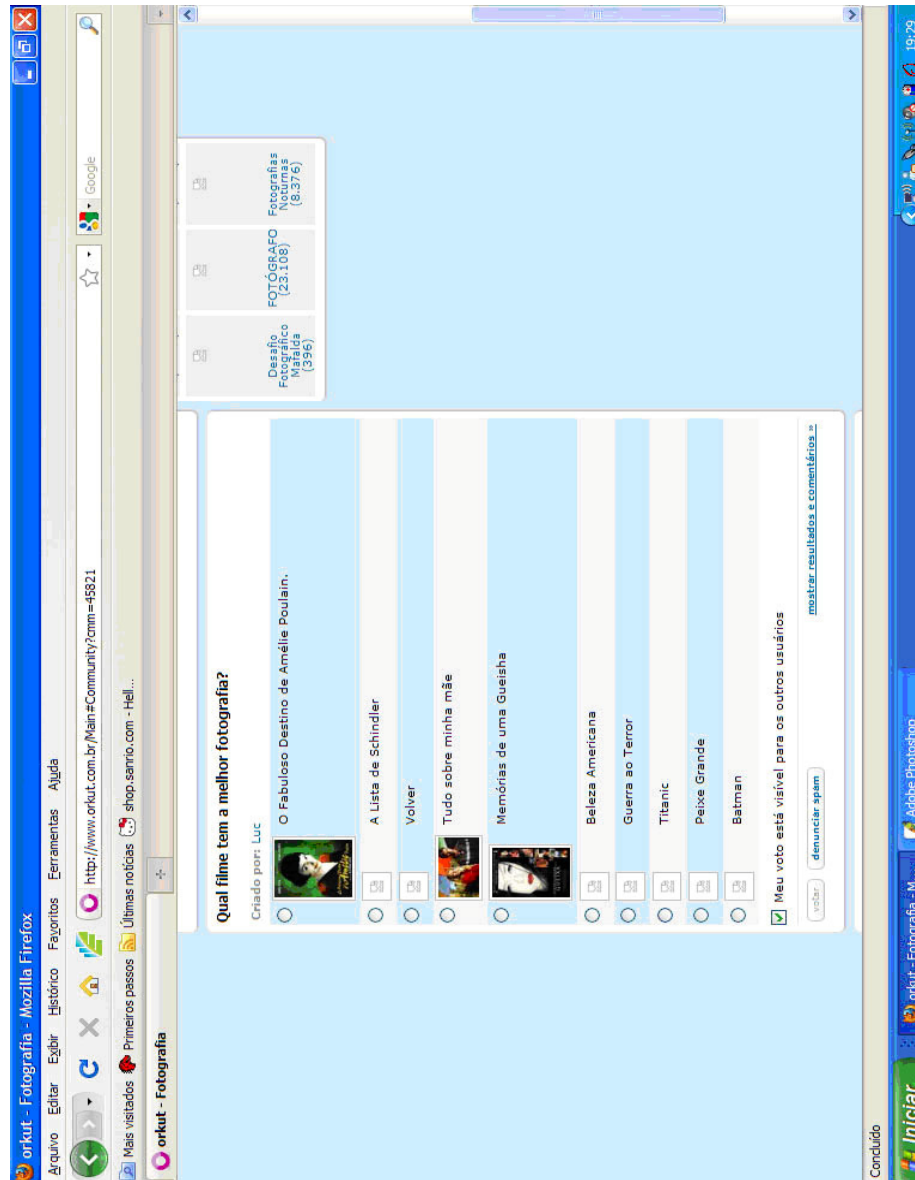 orkut - Fotografia - Mozilla Firefox
Arquivo Editar Exibir Histórico Favoritos Ferramentas Ajuda
http://www.orkut.com.br/Main#Community?cmm=45821
Google
Mais visitados Primeiros passos Últimas notícias shop.sanrio.com - Hell...
orkut - Fotografia
Desafio
Fotográfico
Mafalda
(396)
FOTÓGRAFO
(23.108)
Fotografias
Noturnas
(8.376)
Qual filme tem a melhor fotografia?
Criado por: Luc
O Fabuloso Destino de Amélie Poulain.
A Lista de Schindler
Volver
Tudo sobre minha mãe
Memórias de uma Gueisha
Beleza Americana
Guerra ao Terror
Titanic
Peixe Grande
Batman
Meu voto está visível para os outros usuários
votar denunciar spam mostrar resultados e comentários »
Concluído
Iniciar orkut - Fotografia - M... Adobe Photoshop 19:29